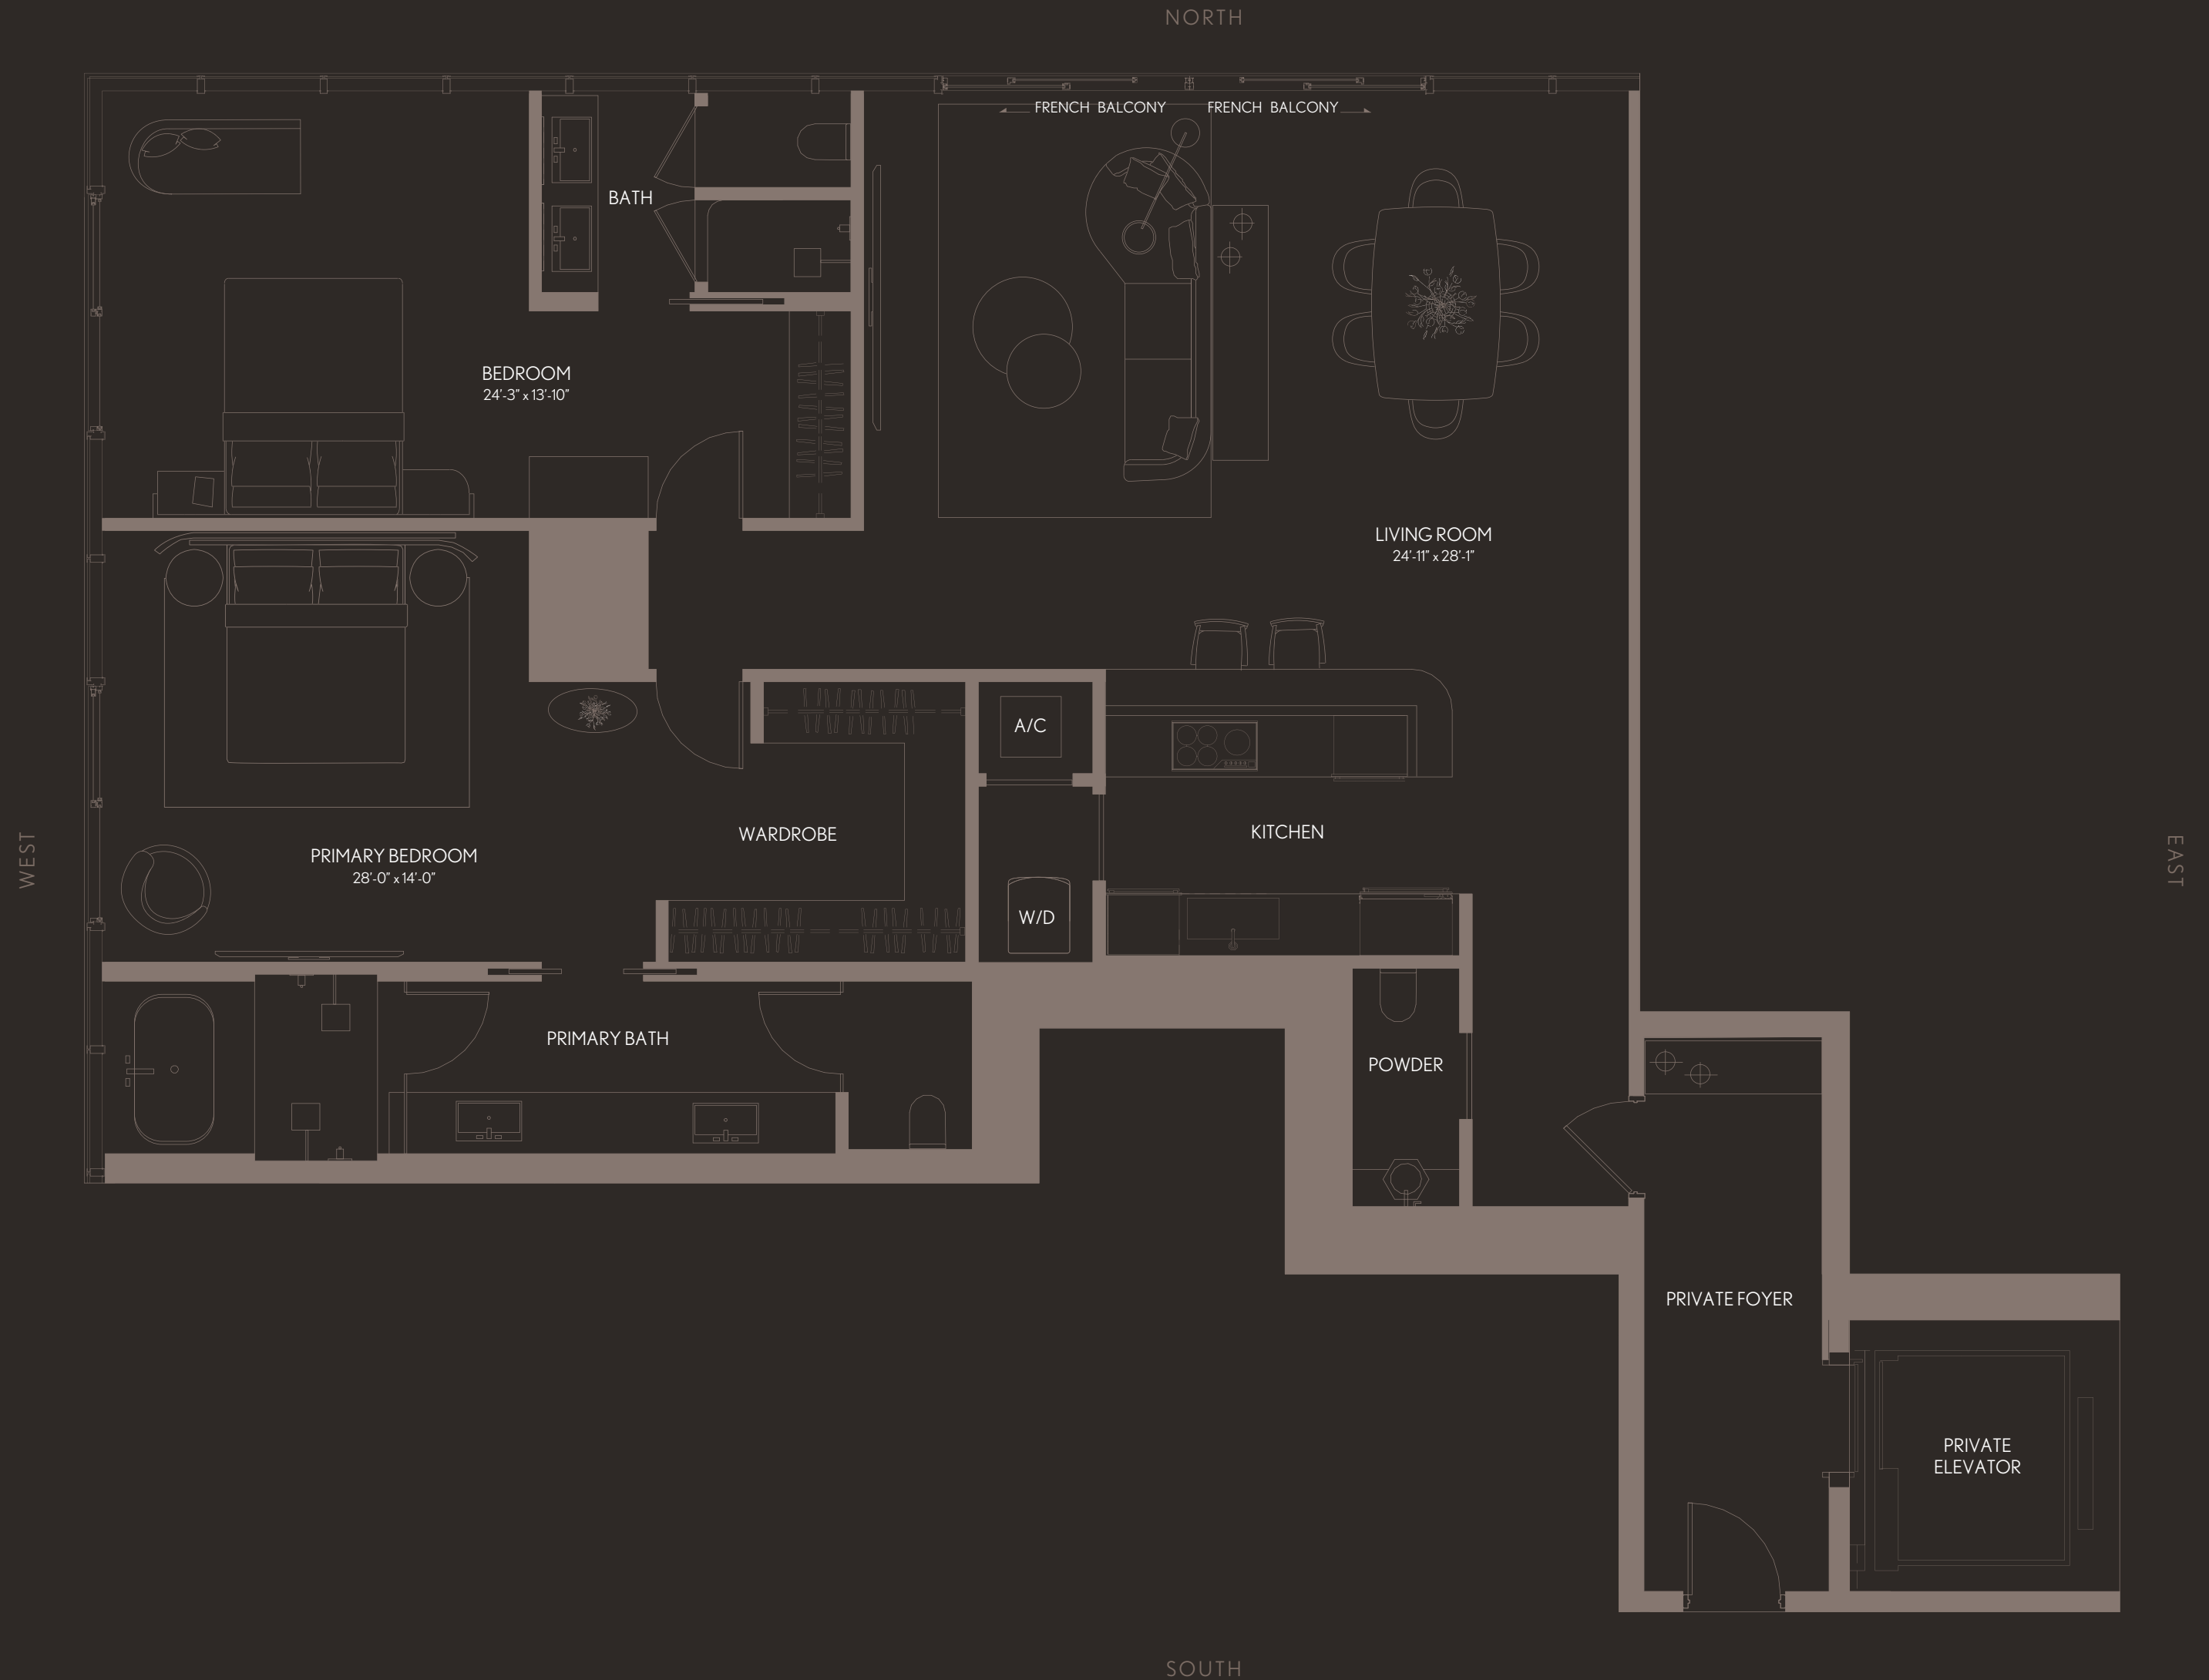 NORTH
FRENCH BALCONY
FRENCH BALCONY
BATH
BEDROOM
24'-3" x 13'-10"
LIVING ROOM
24'-11" x 28'-1"
A/C
WARDROBE
KITCHEN
WEST
EAST
PRIMARY BEDROOM
28'-0" x 14'-0"
W/D
PRIMARY BATH
POWDER
PRIVATE FOYER
PRIVATE
ELEVATOR
SOUTH